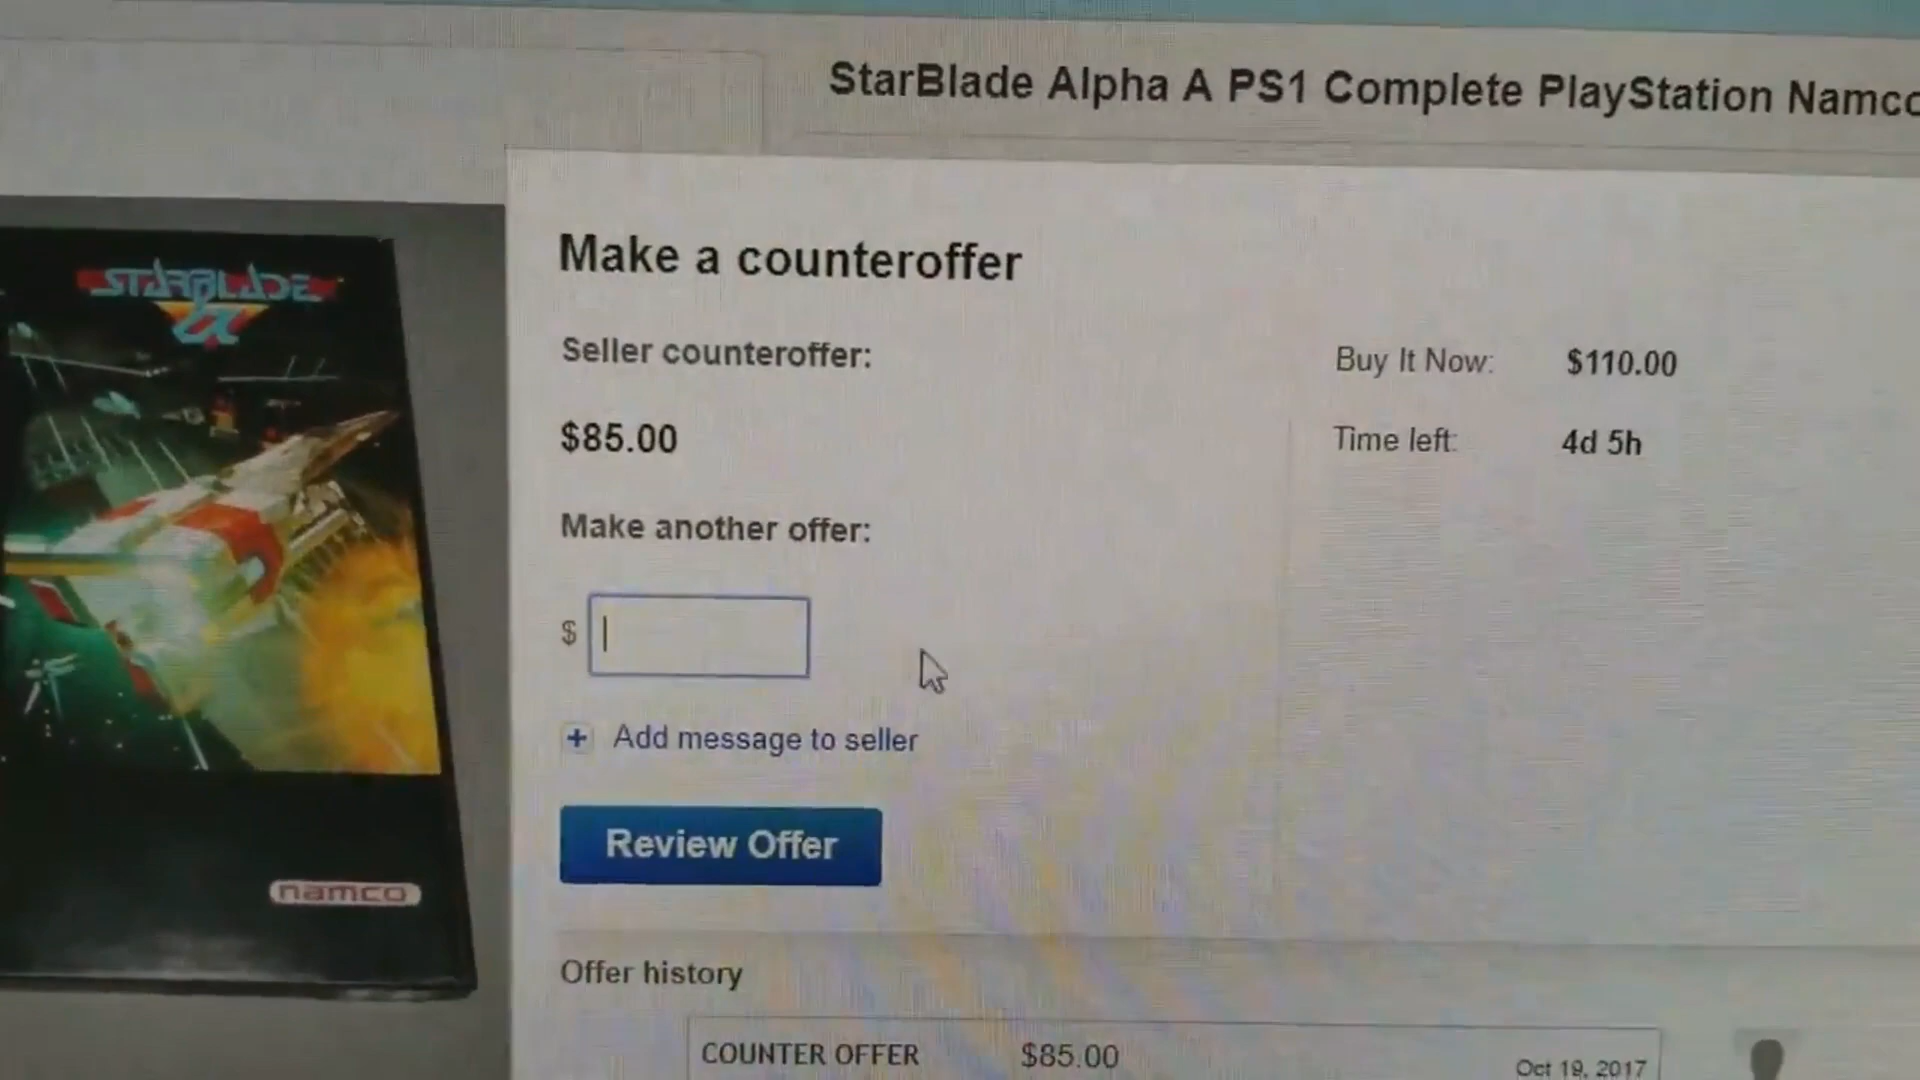 StarBlade Alpha A PS1 Complete PlayStation Namco
STARBLADE
α
Make a counteroffer
Seller counteroffer:
Buy It Now: $110.00
$85.00
Time left: 4d 5h
Make another offer:
$
+ Add message to seller
Review Offer
namco
Offer history
COUNTER OFFER $85.00 Oct 19, 2017